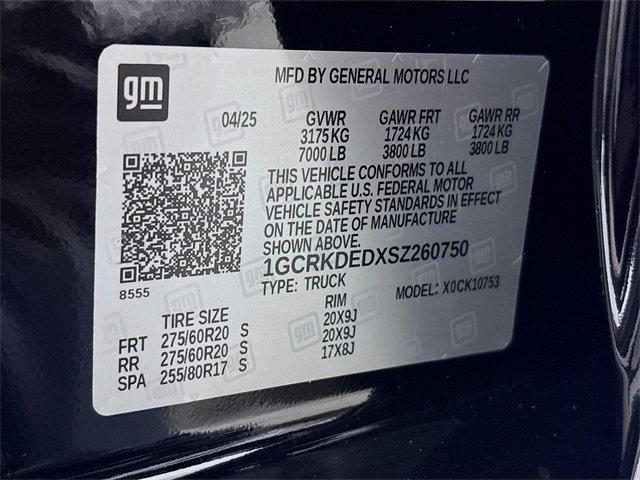 gm
MFD BY GENERAL MOTORS LLC
04/25 GVWR GAWR FRT GAWR RR
3175 KG 1724 KG 1724 KG
7000 LB 3800 LB 3800 LB
THIS VEHICLE CONFORMS TO ALL
APPLICABLE U.S. FEDERAL MOTOR
VEHICLE SAFETY STANDARDS IN EFFECT
ON THE DATE OF MANUFACTURE
SHOWN ABOVE.
1GCRKDEDXSZ260750
8555 TYPE: TRUCK MODEL: X0CK10753
TIRE SIZE RIM
FRT 275/60R20 S 20X9J
RR 275/60R20 S 20X9J
SPA 255/80R17 S 17X8J